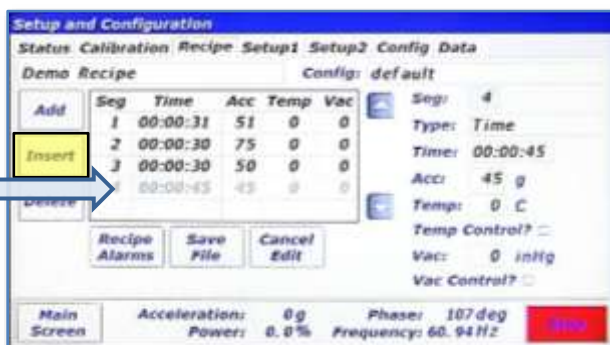 Setup and Configuration
Status Calibration Recipe Setup1 Setup2 Config Data
Demo Recipe Config: default
Add
Insert
Delete
Seg Time Acc Temp Vac
1 00:00:31 51 0 0
2 00:00:30 75 0 0
3 00:00:30 50 0 0
00:00:45 45 0 0
Recipe Alarms
Save File
Cancel Edit
Seg: 4
Type: Time
Time: 00:00:45
Acc: 45 g
Temp: 0 C
Temp Control?
Vac: 0 inHg
Vac Control?
Main Screen
Acceleration: 0 g
Phase: 107 deg
Power: 0.0%
Frequency: 60.94Hz
Stop